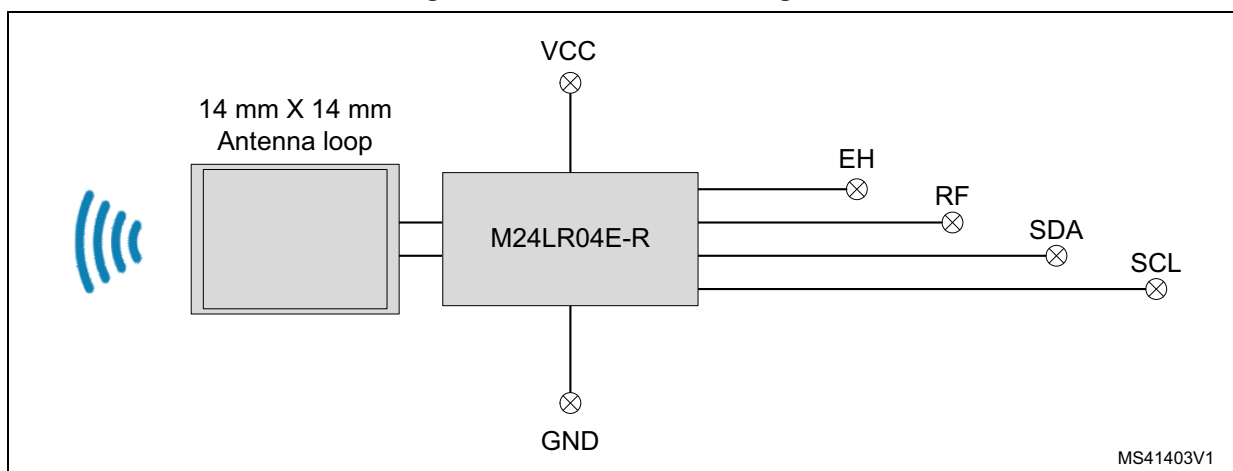 VCC
14 mm X 14 mm
Antenna loop
EH
RF
M24LR04E-R
SDA
SCL
GND
MS41403V1